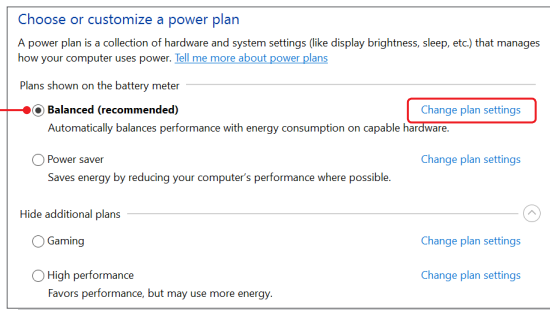 Choose or customize a power plan
A power plan is a collection of hardware and system settings (like display brightness, sleep, etc.) that manages
how your computer uses power. Tell me more about power plans
Plans shown on the battery meter
Balanced (recommended) Change plan settings
Automatically balances performance with energy consumption on capable hardware.
Power saver Change plan settings
Saves energy by reducing your computer's performance where possible.
Hide additional plans
Gaming Change plan settings
High performance Change plan settings
Favors performance, but may use more energy.